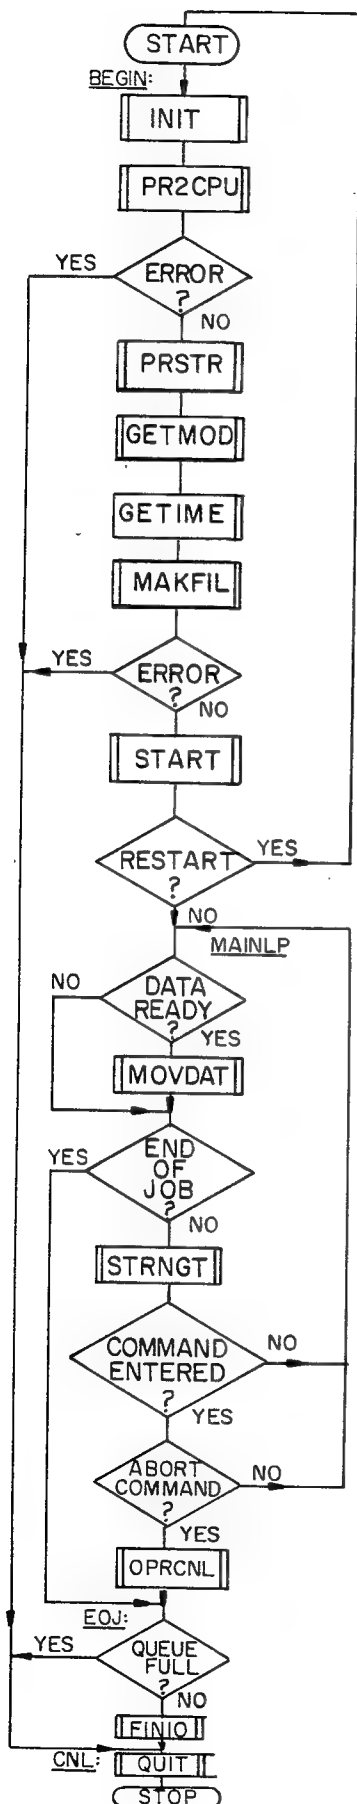 START
BEGIN:
INIT
PR2CPU
YES
ERROR
?
NO
PRSTR
GETMOD
GETIME
MAKFIL
YES
ERROR
?
NO
START
RESTART
?
YES
NO
MAINLP
NO
DATA
READY
?
YES
MOVDAT
YES
END
OF
JOB
?
NO
STRNGT
COMMAND
ENTERED
?
NO
YES
ABORT
COMMAND
?
NO
YES
OPRCNL
EOJ:
YES
QUEUE
FULL
?
NO
FINIO
CNL:
QUIT
STOP